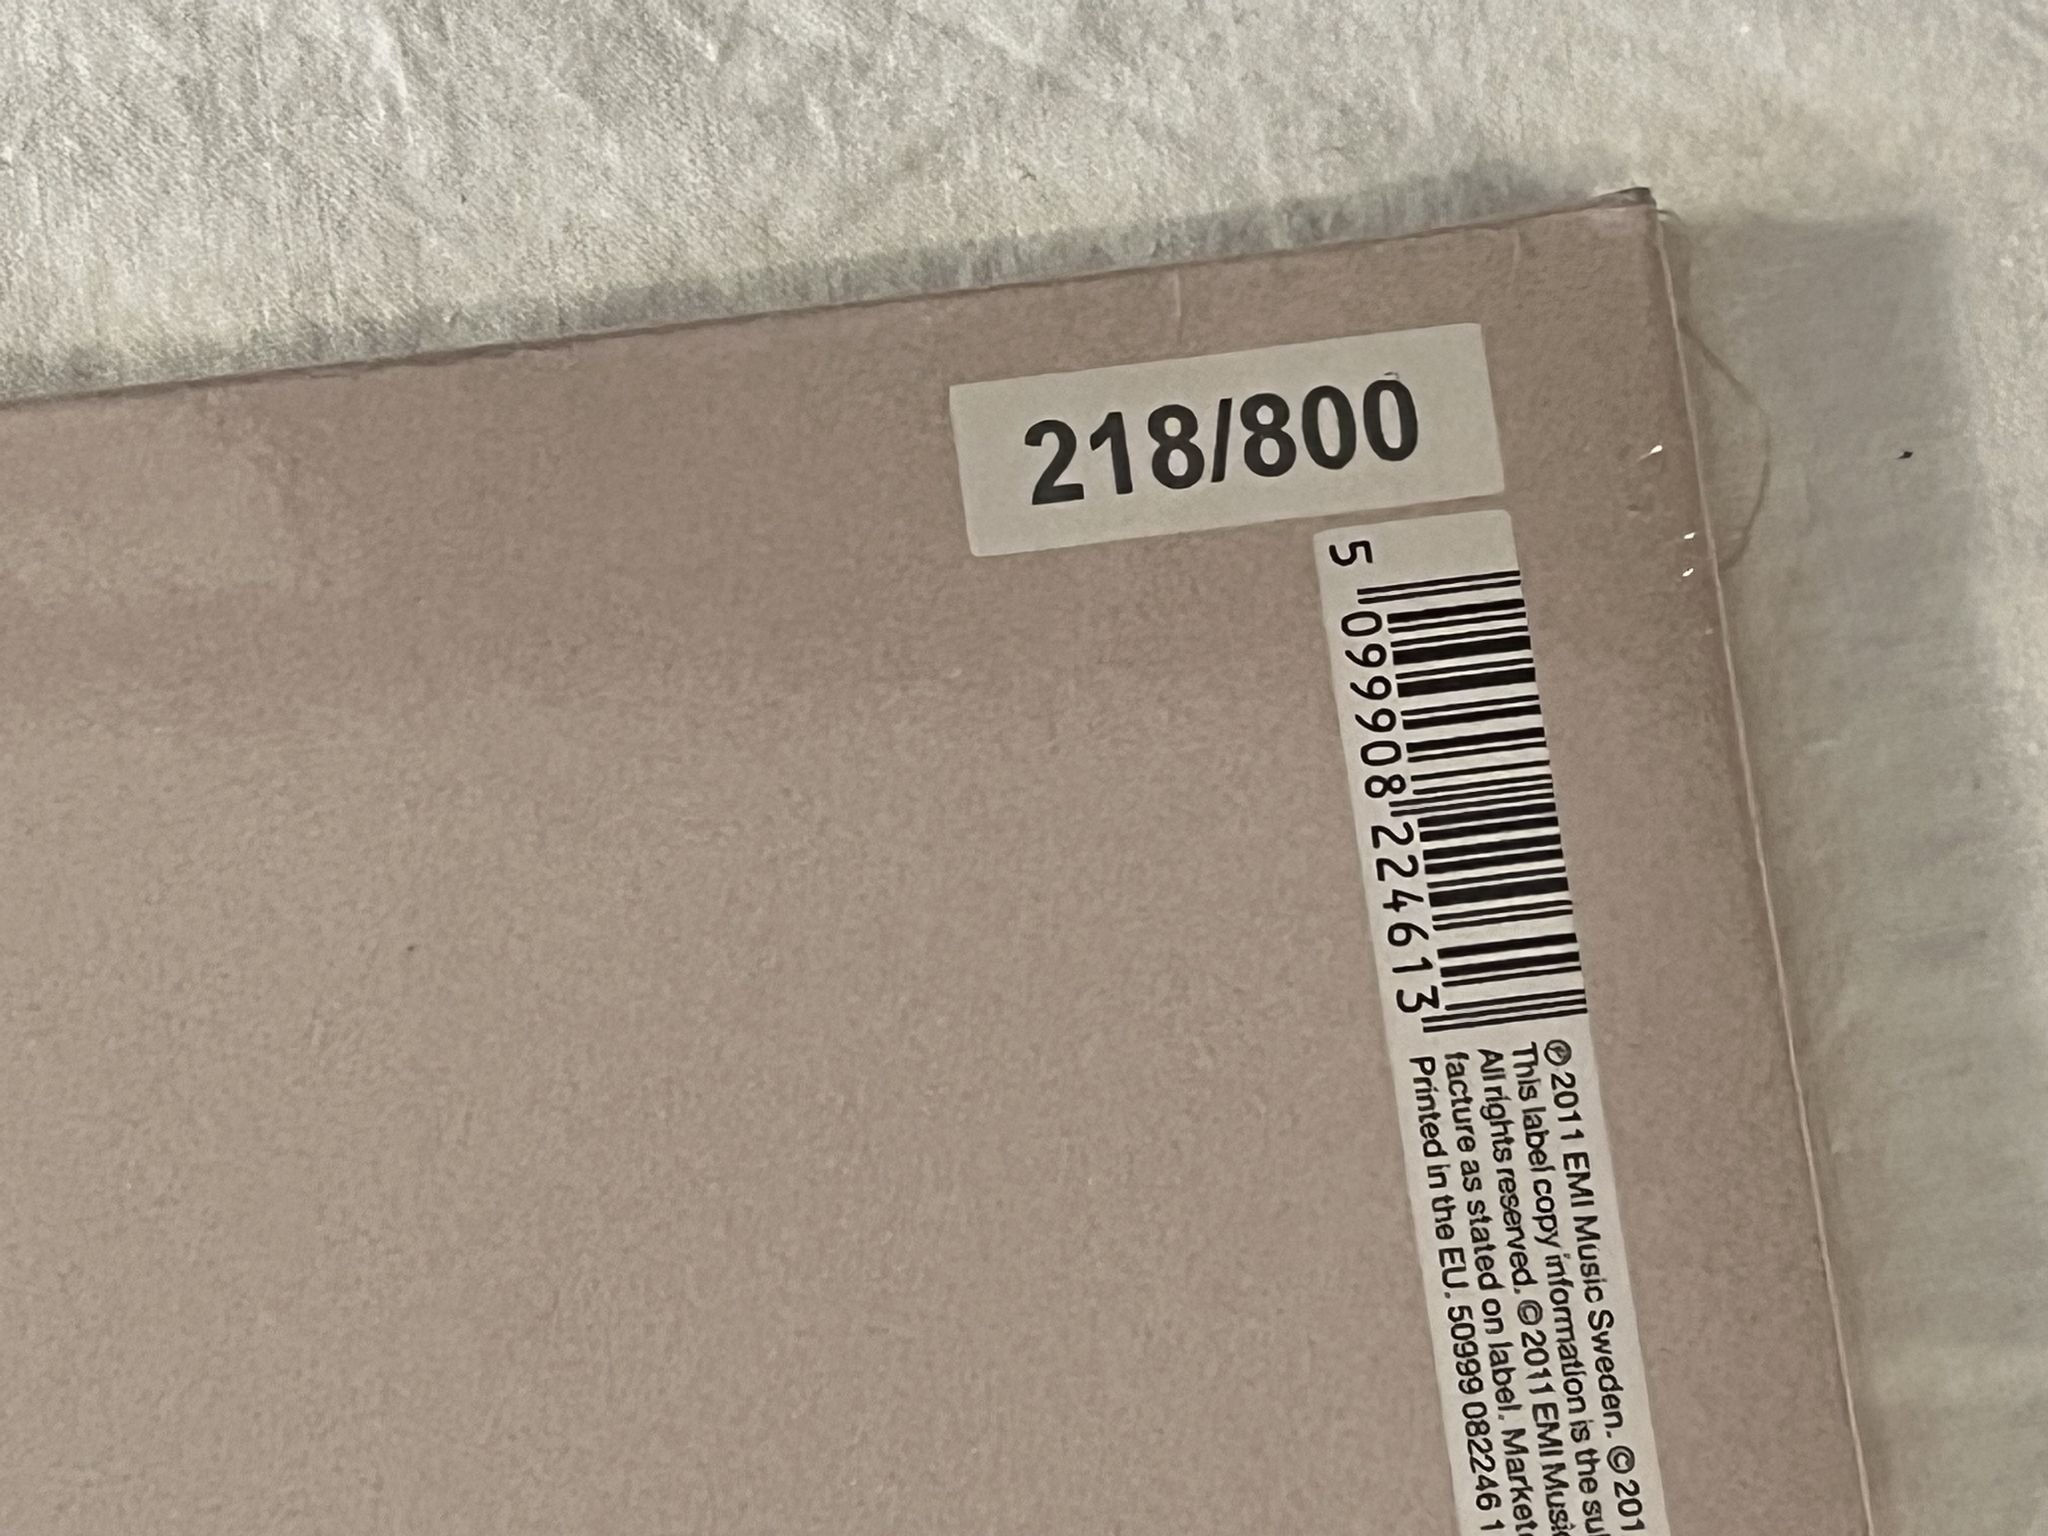 218/800
5 099908 224613
℗ 2011 EMI Music Sweden. © 201
This label copy information is the su
All rights reserved. © 2011 EMI Music
facture as stated on label. Market
Printed in the EU. 50999 082246 1